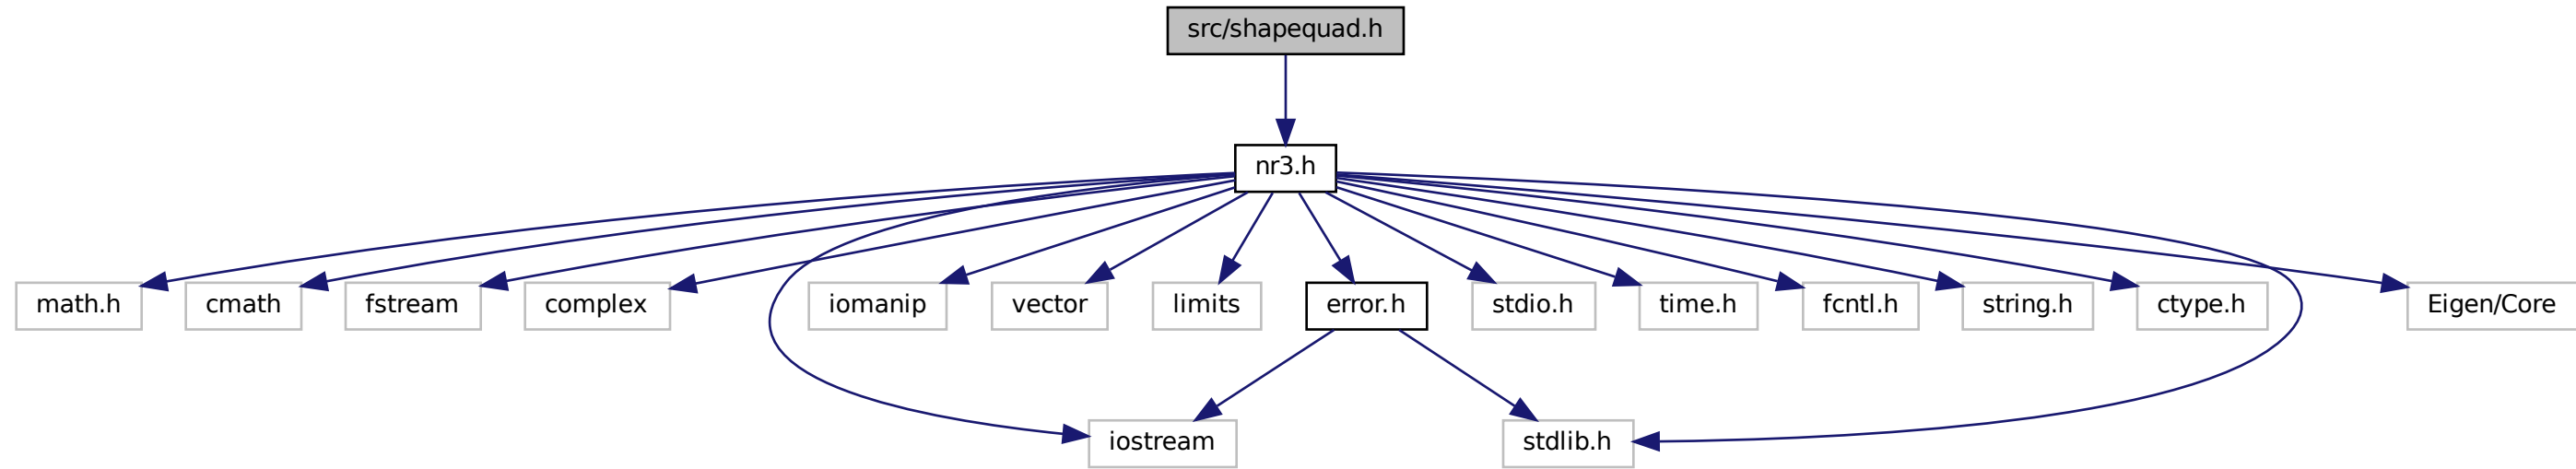 src/shapequad.h
nr3.h
math.h
cmath
fstream
complex
iomanip
vector
limits
error.h
stdio.h
time.h
fcntl.h
string.h
ctype.h
Eigen/Core
iostream
stdlib.h